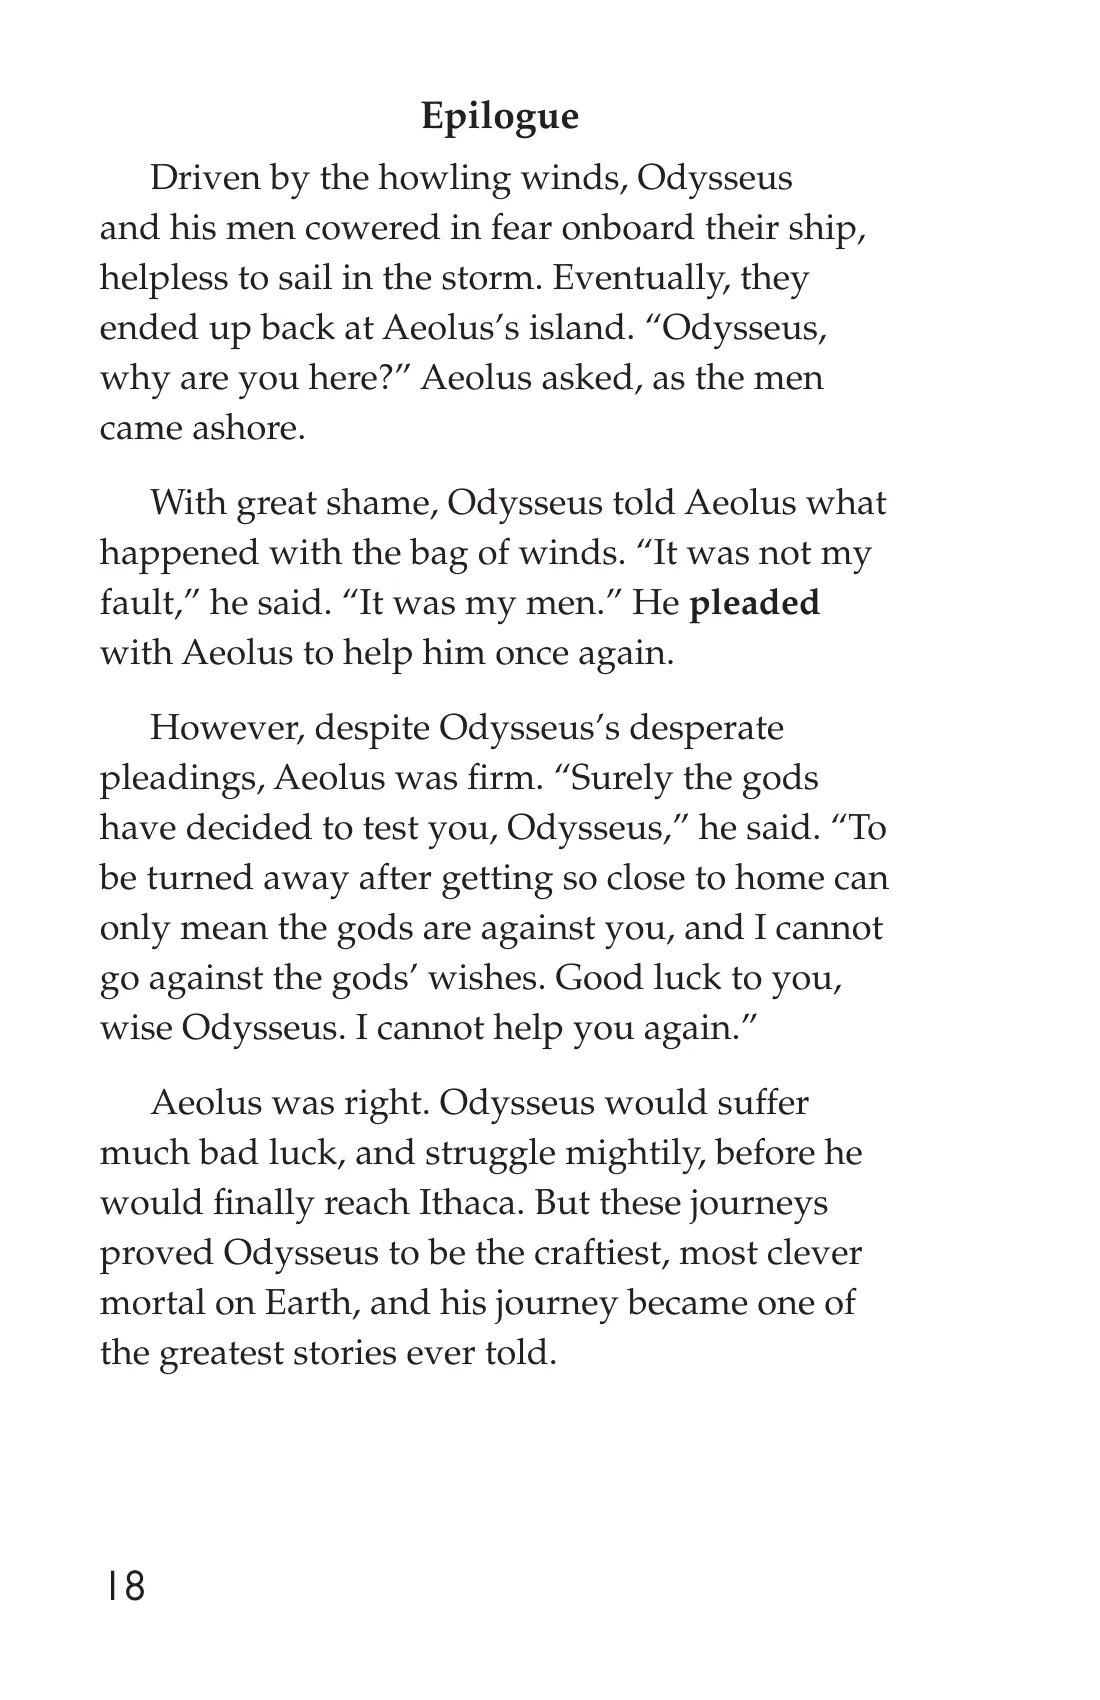 Epilogue
Driven by the howling winds, Odysseus
and his men cowered in fear onboard their ship,
helpless to sail in the storm. Eventually, they
ended up back at Aeolus’s island. “Odysseus,
why are you here?” Aeolus asked, as the men
came ashore.
With great shame, Odysseus told Aeolus what
happened with the bag of winds. “It was not my
fault,” he said. “It was my men.” He pleaded
with Aeolus to help him once again.
However, despite Odysseus’s desperate
pleadings, Aeolus was firm. “Surely the gods
have decided to test you, Odysseus,” he said. “To
be turned away after getting so close to home can
only mean the gods are against you, and I cannot
go against the gods’ wishes. Good luck to you,
wise Odysseus. I cannot help you again.”
Aeolus was right. Odysseus would suffer
much bad luck, and struggle mightily, before he
would finally reach Ithaca. But these journeys
proved Odysseus to be the craftiest, most clever
mortal on Earth, and his journey became one of
the greatest stories ever told.
18